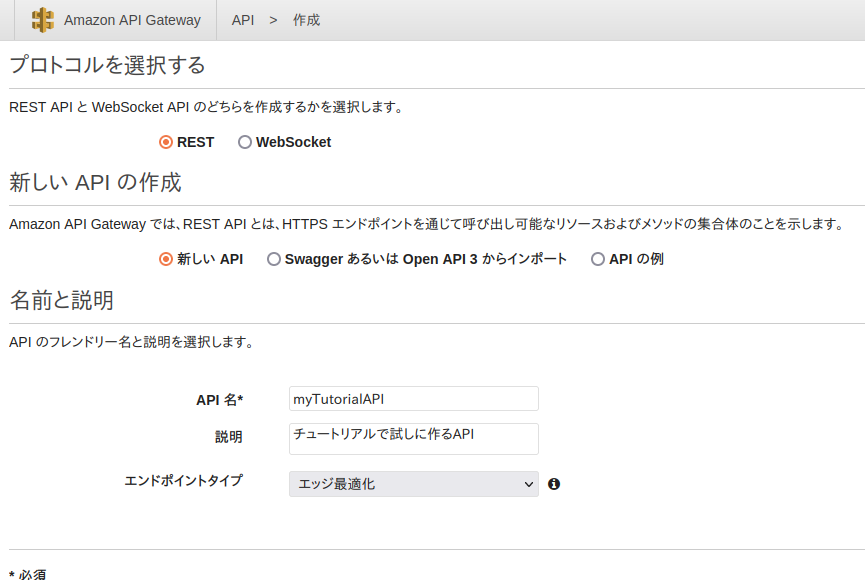 Amazon API Gateway API > 作成
プロトコルを選択する
REST API と WebSocket API のどちらを作成するかを選択します。
REST WebSocket
新しい API の作成
Amazon API Gateway では、REST API とは、HTTPS エンドポイントを通じて呼び出し可能なリソースおよびメソッドの集合体のことを示します。
新しい API Swagger あるいは Open API 3 からインポート API の例
名前と説明
API のフレンドリー名と説明を選択します。
API 名* myTutorialAPI
説明 チュートリアルで試しに作るAPI
エンドポイントタイプ エッジ最適化
* 必須